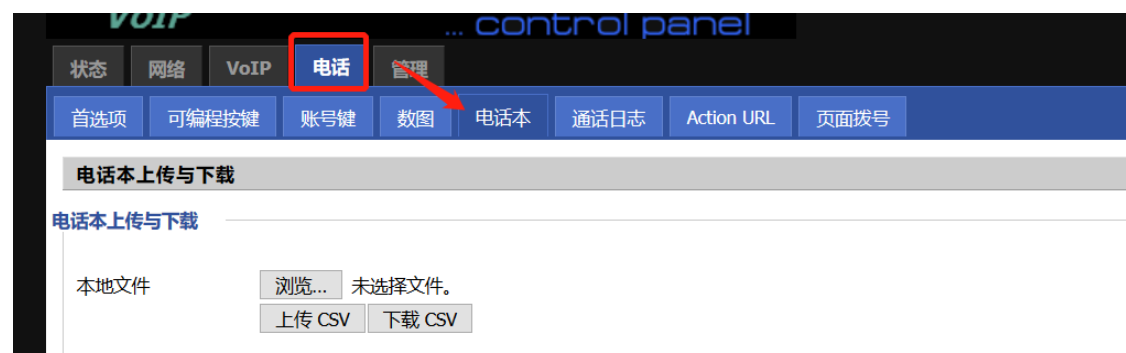 VOIP ... control panel
状态 网络 VoIP 电话 管理
首选项 可编程按键 账号键 数图 电话本 通话日志 Action URL 页面拨号
电话本上传与下载
电话本上传与下载
本地文件 浏览... 未选择文件。
上传 CSV 下载 CSV